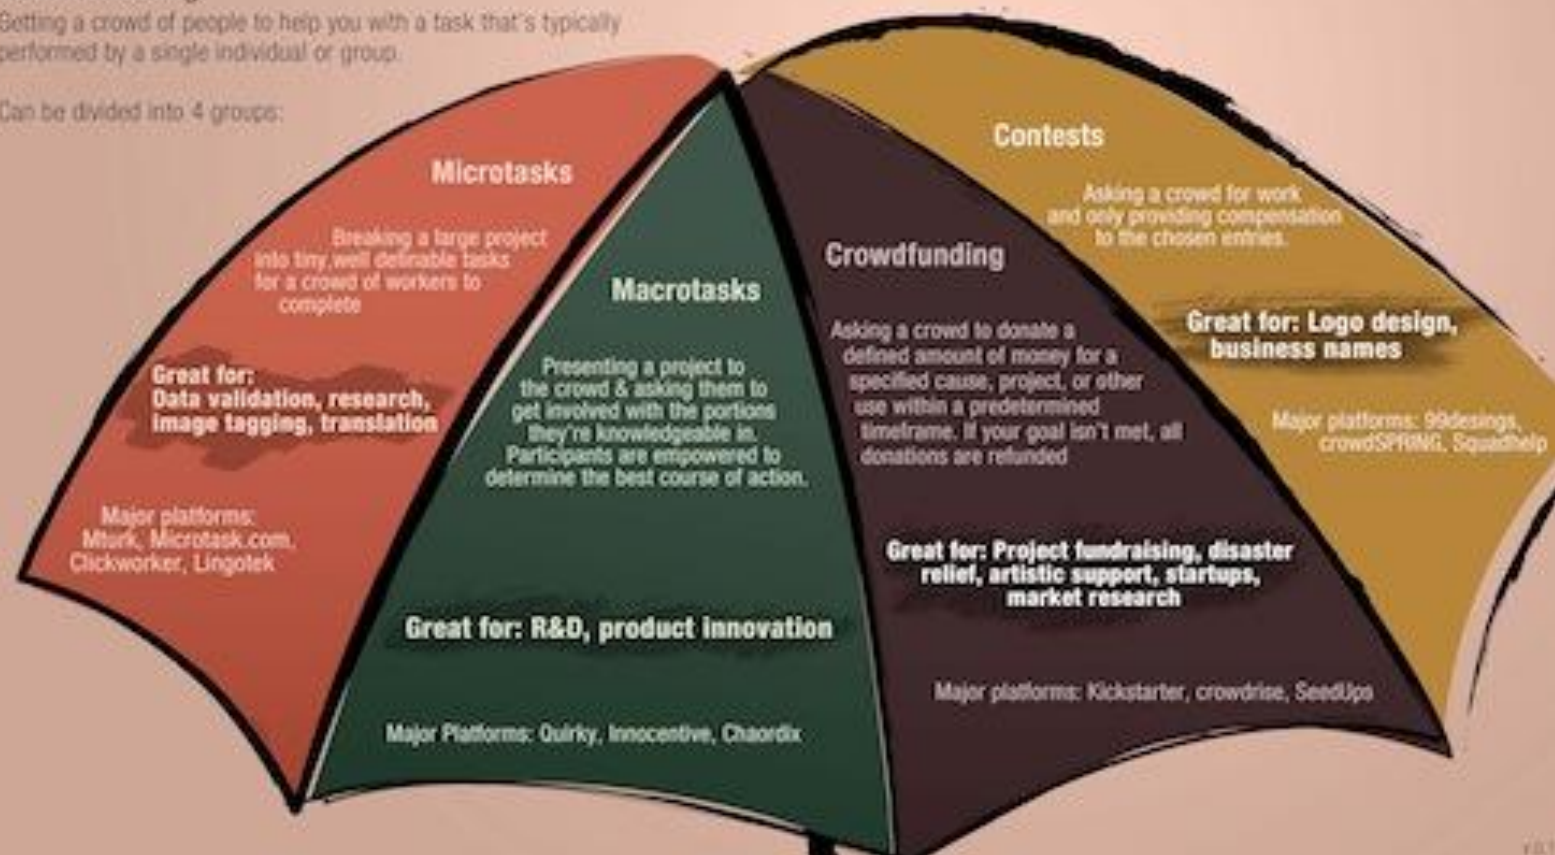 Getting a crowd of people to help you with a task that's typically
performed by a single individual or group.
Can be divided into 4 groups:
Microtasks
Breaking a large project
into tiny,well definable tasks
for a crowd of workers to
complete
Great for:
Data validation, research,
image tagging, translation
Major platforms:
Mturk, Microtask.com,
Clickworker, Lingotek
Macrotasks
Presenting a project to
the crowd & asking them to
get involved with the portions
they're knowledgeable in.
Participants are empowered to
determine the best course of action.
Great for: R&D, product innovation
Major Platforms: Quirky, Innocentive, Chaordix
Crowdfunding
Asking a crowd to donate a
defined amount of money for a
specified cause, project, or other
use within a predetermined
timeframe. If your goal isn't met, all
donations are refunded
Great for: Project fundraising, disaster
relief, artistic support, startups,
market research
Major platforms: Kickstarter, crowdrise, SeedUps
Contests
Asking a crowd for work
and only providing compensation
to the chosen entries.
Great for: Logo design,
business names
Major platforms: 99desings,
crowdSPRING, Squadhelp